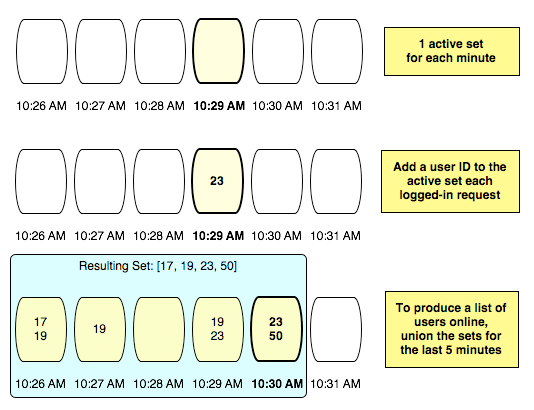 1 active set
for each minute
10:26 AM 10:27 AM 10:28 AM 10:29 AM 10:30 AM 10:31 AM
23
Add a user ID to the
active set each
logged-in request
10:26 AM 10:27 AM 10:28 AM 10:29 AM 10:30 AM 10:31 AM
Resulting Set: [17, 19, 23, 50]
17
19
19
19
23
23
50
To produce a list of
users online,
union the sets for
the last 5 minutes
10:26 AM 10:27 AM 10:28 AM 10:29 AM 10:30 AM 10:31 AM